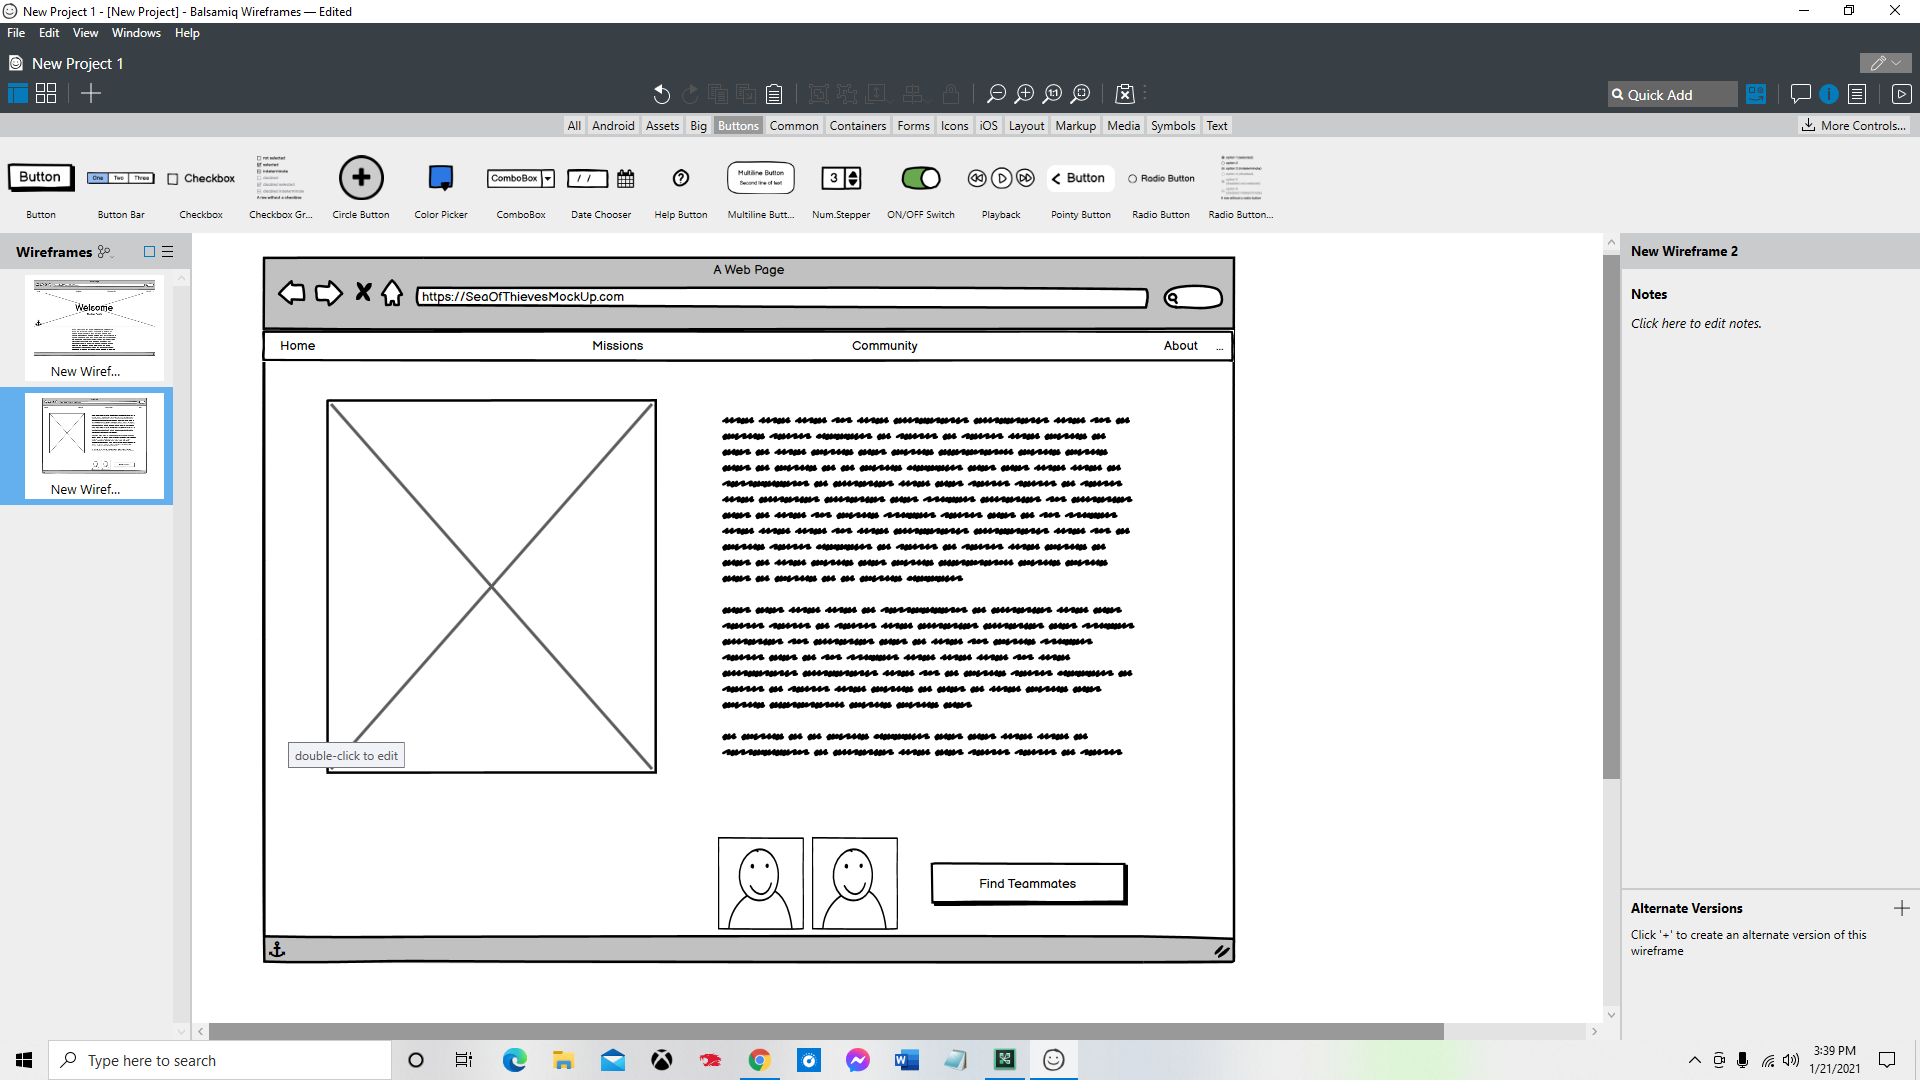 New Project 1 - [New Project] - Balsamiq Wireframes — Edited
File Edit View Windows Help
New Project 1
1:1
Quick Add
All Android Assets Big Buttons Common Containers Forms Icons iOS Layout Markup Media Symbols Text
More Controls...
Button
One Two Three
Checkbox
ComboBox
/ /
Multiline Button
Second line of text
3
Button
Radio Button
Button Button Bar Checkbox Checkbox Gr... Circle Button Color Picker ComboBox Date Chooser Help Button Multiline Butt... Num.Stepper ON/OFF Switch Playback Pointy Button Radio Button Radio Button...
Wireframes
Welcome
New Wiref...
New Wiref...
A Web Page
https://SeaOfThievesMockUp.com
Home Missions Community About ...
double-click to edit
Find Teammates
New Wireframe 2
Notes
Click here to edit notes.
Alternate Versions
Click '+' to create an alternate version of this
wireframe
Type here to search
3:39 PM
1/21/2021